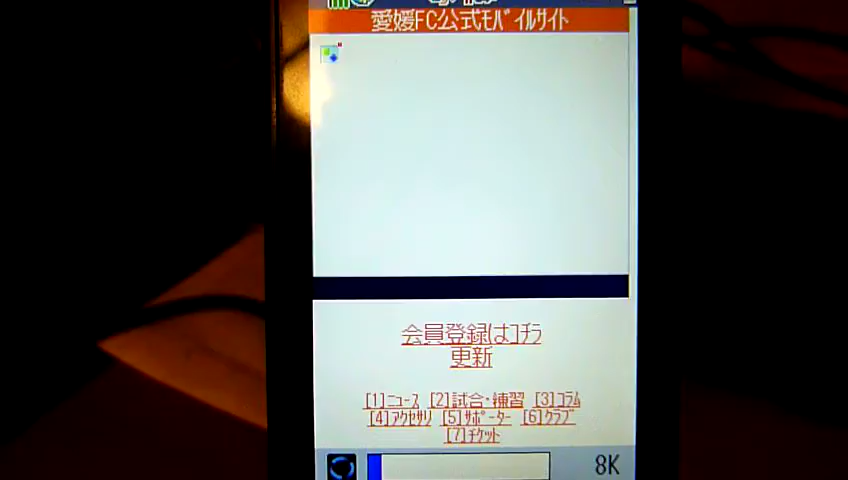 愛媛FC公式ﾓﾊﾞｲﾙｻｲﾄ
会員登録はｺﾁﾗ
更新
[1]ﾆｭｰｽ [2]試合・練習 [3]ｺﾗﾑ
[4]ｱｸｾｻﾘ [5]ｻﾎﾟｰﾀｰ [6]ｸﾗﾌﾞ
[7]ﾁｹｯﾄ
8K